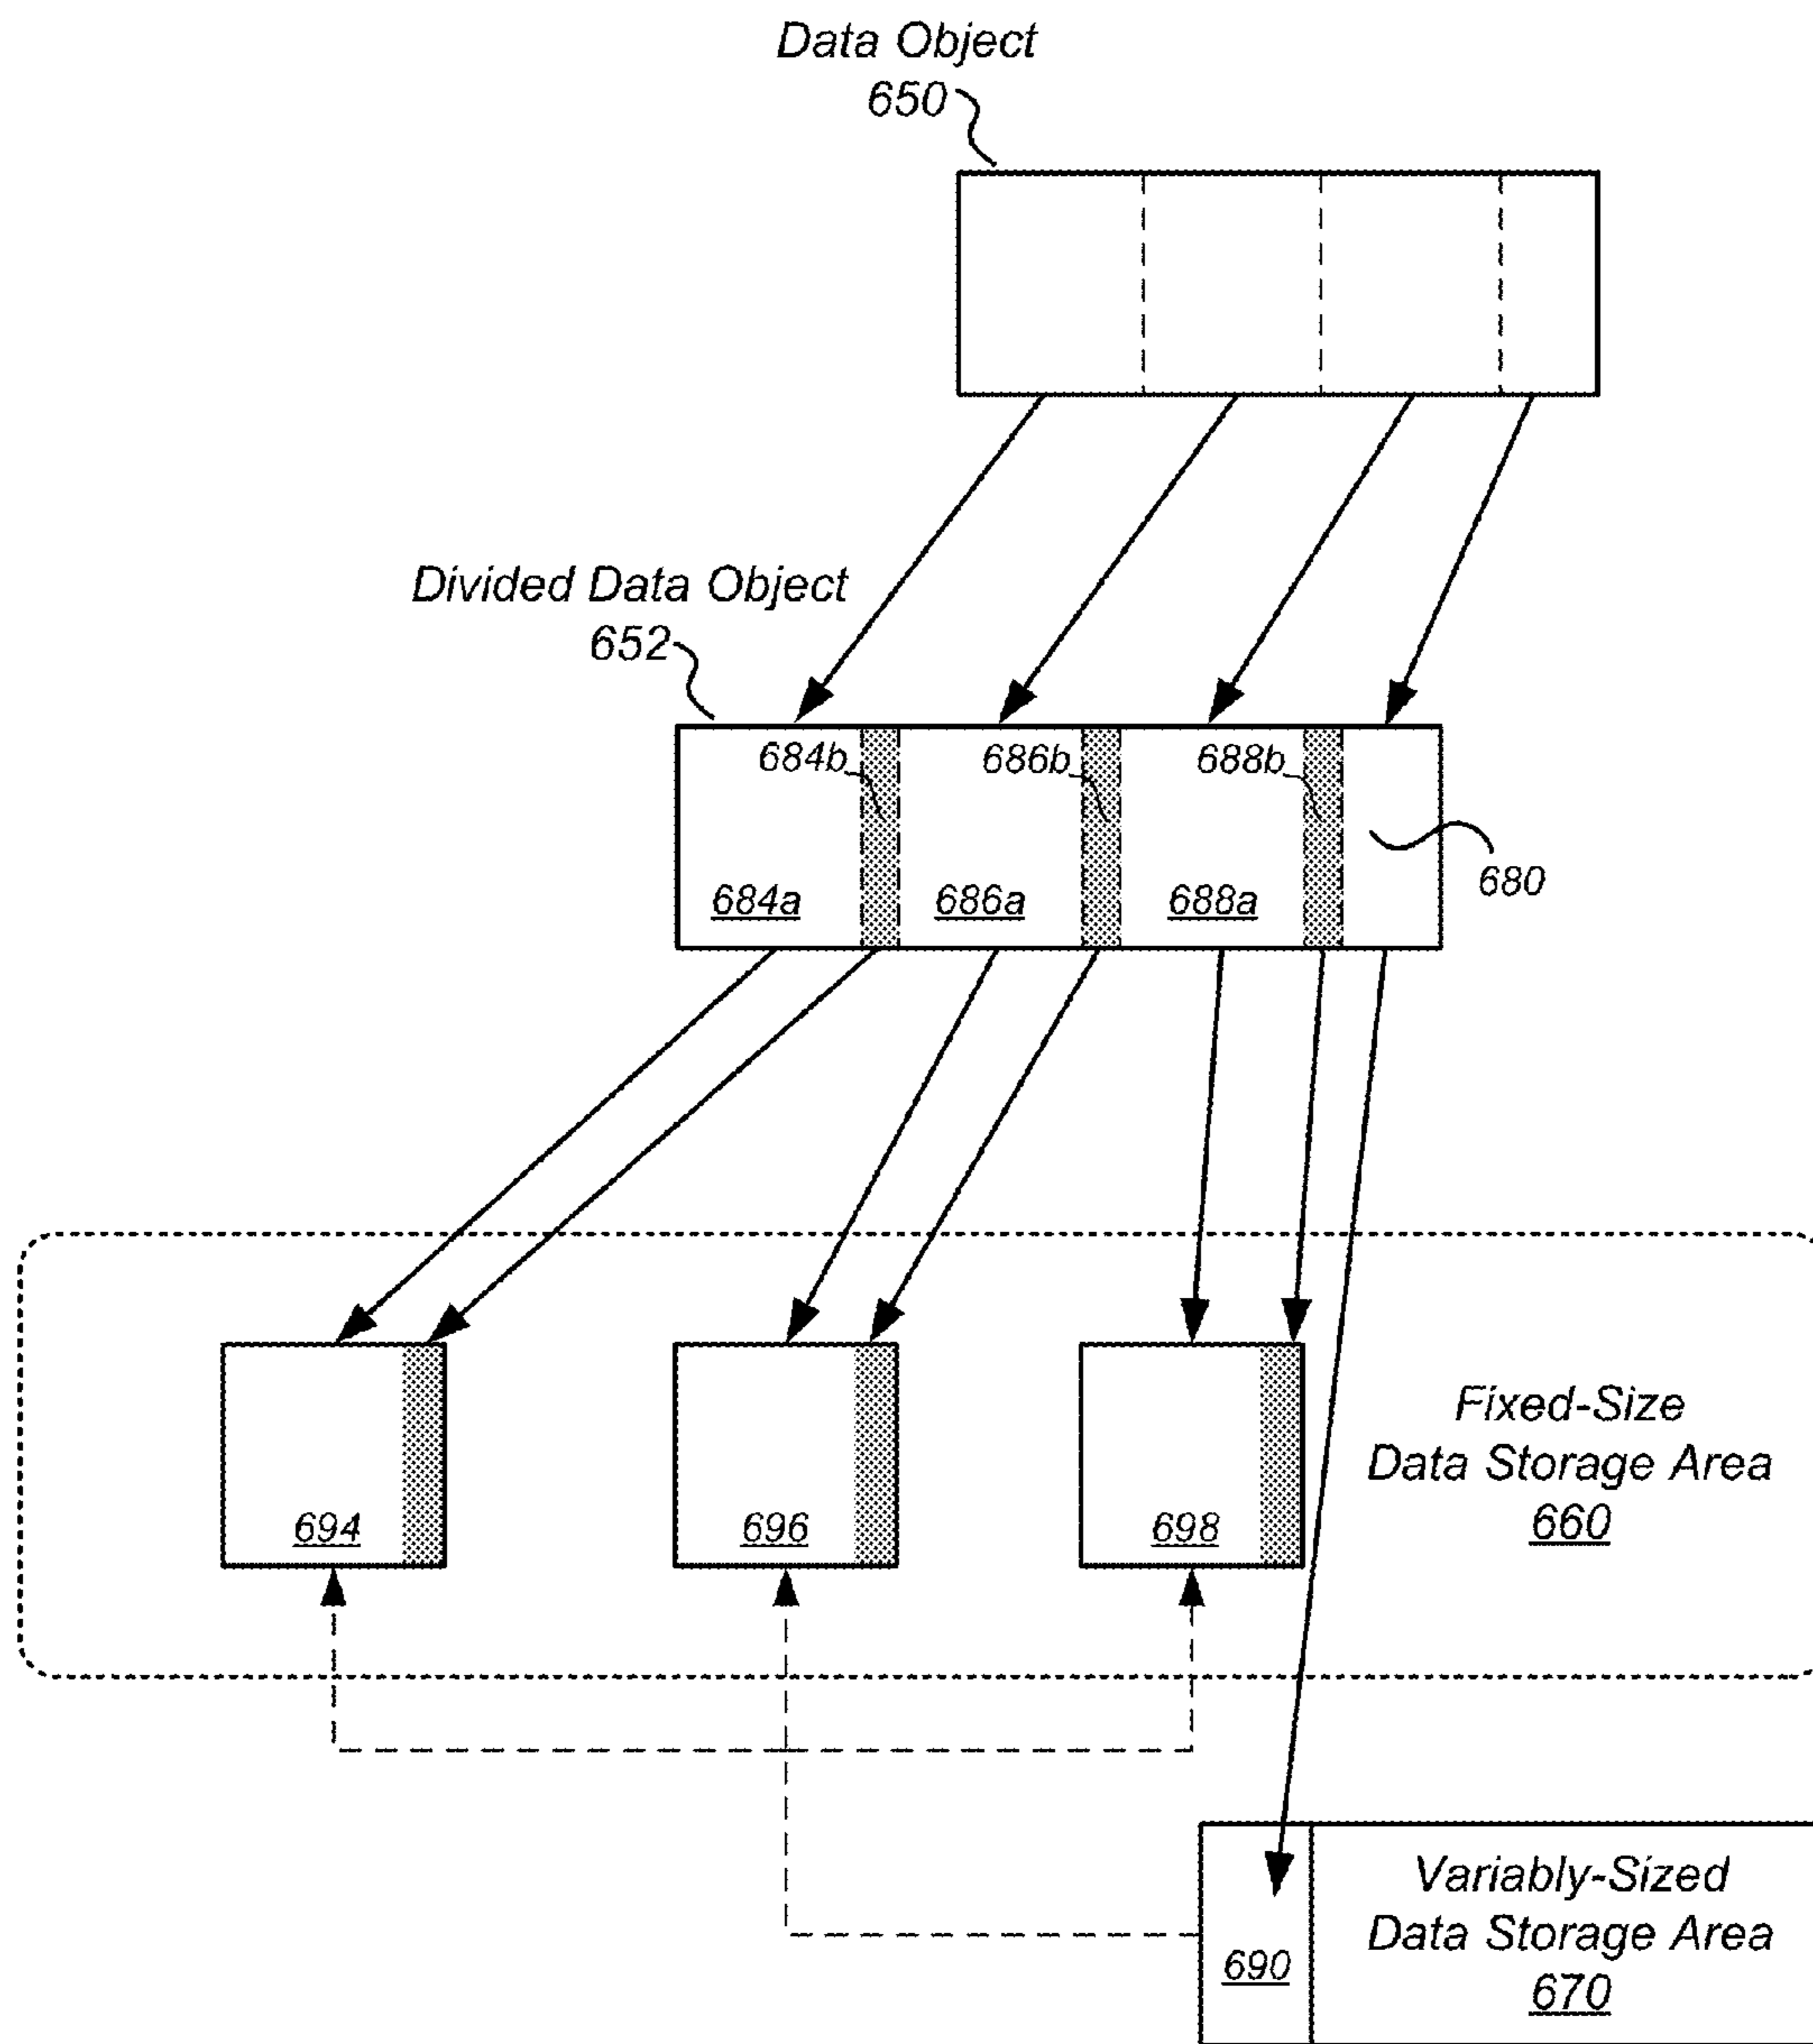 Data Object
650
Divided Data Object
652
684b
686b
688b
684a
686a
688a
680
Fixed-Size
Data Storage Area
660
694
696
698
Variably-Sized
Data Storage Area
670
690